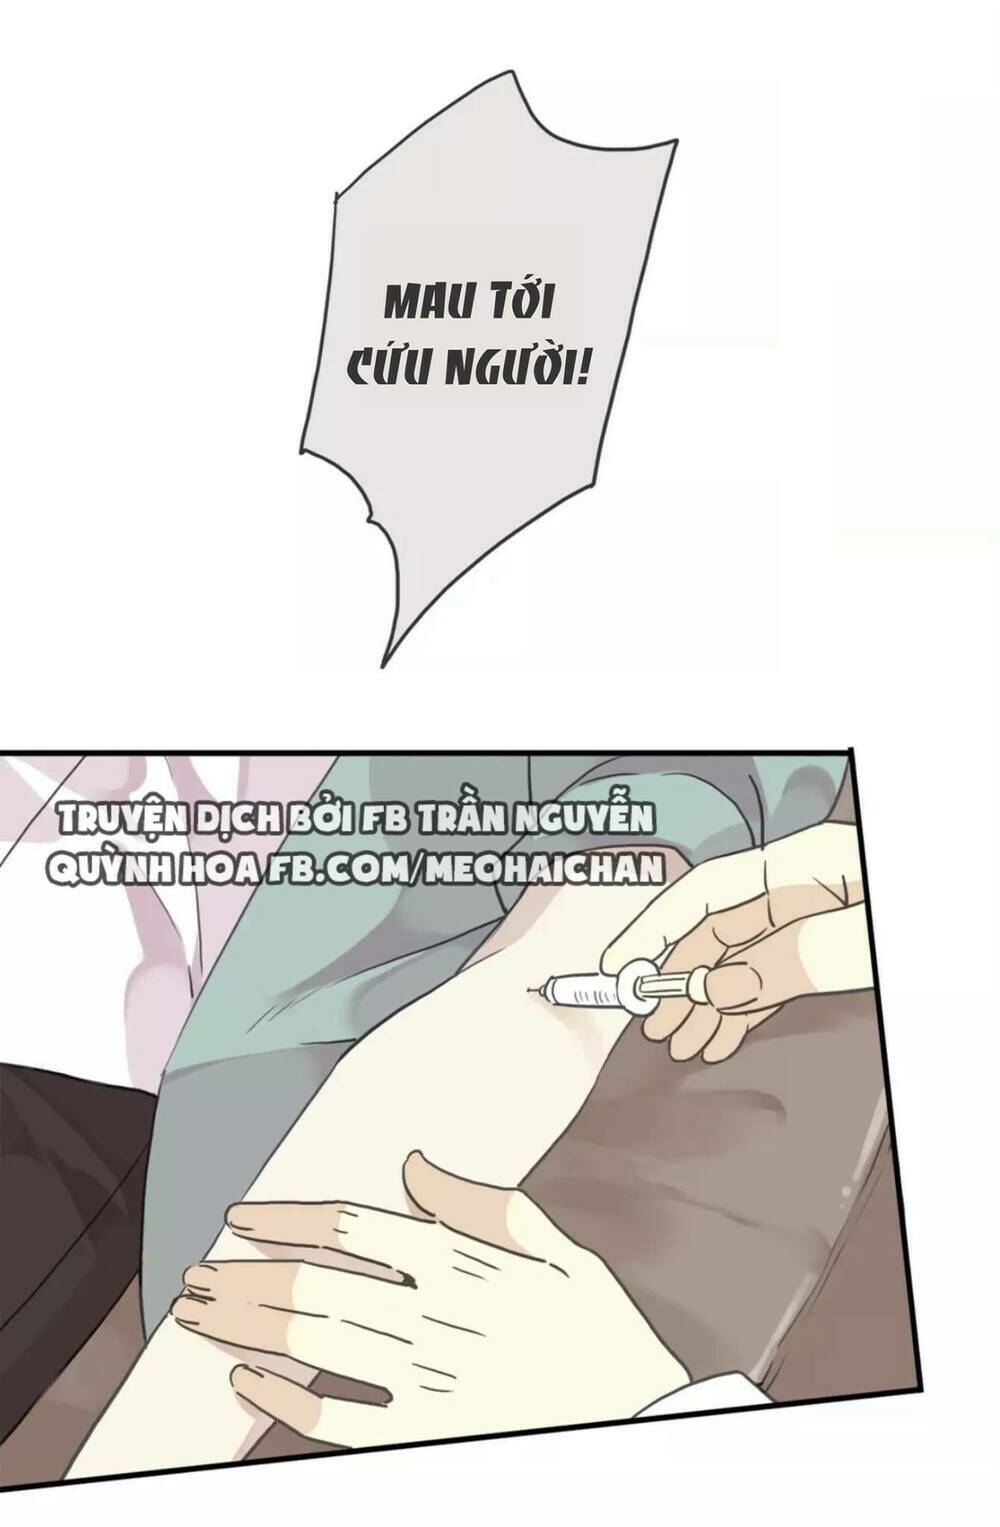 MAU TỚI
CỨU NGƯỜI!
TRUYỆN DỊCH BỞI FB TRẦN NGUYỄN
QUỲNH HOA FB.COM/MEOHAICHAN